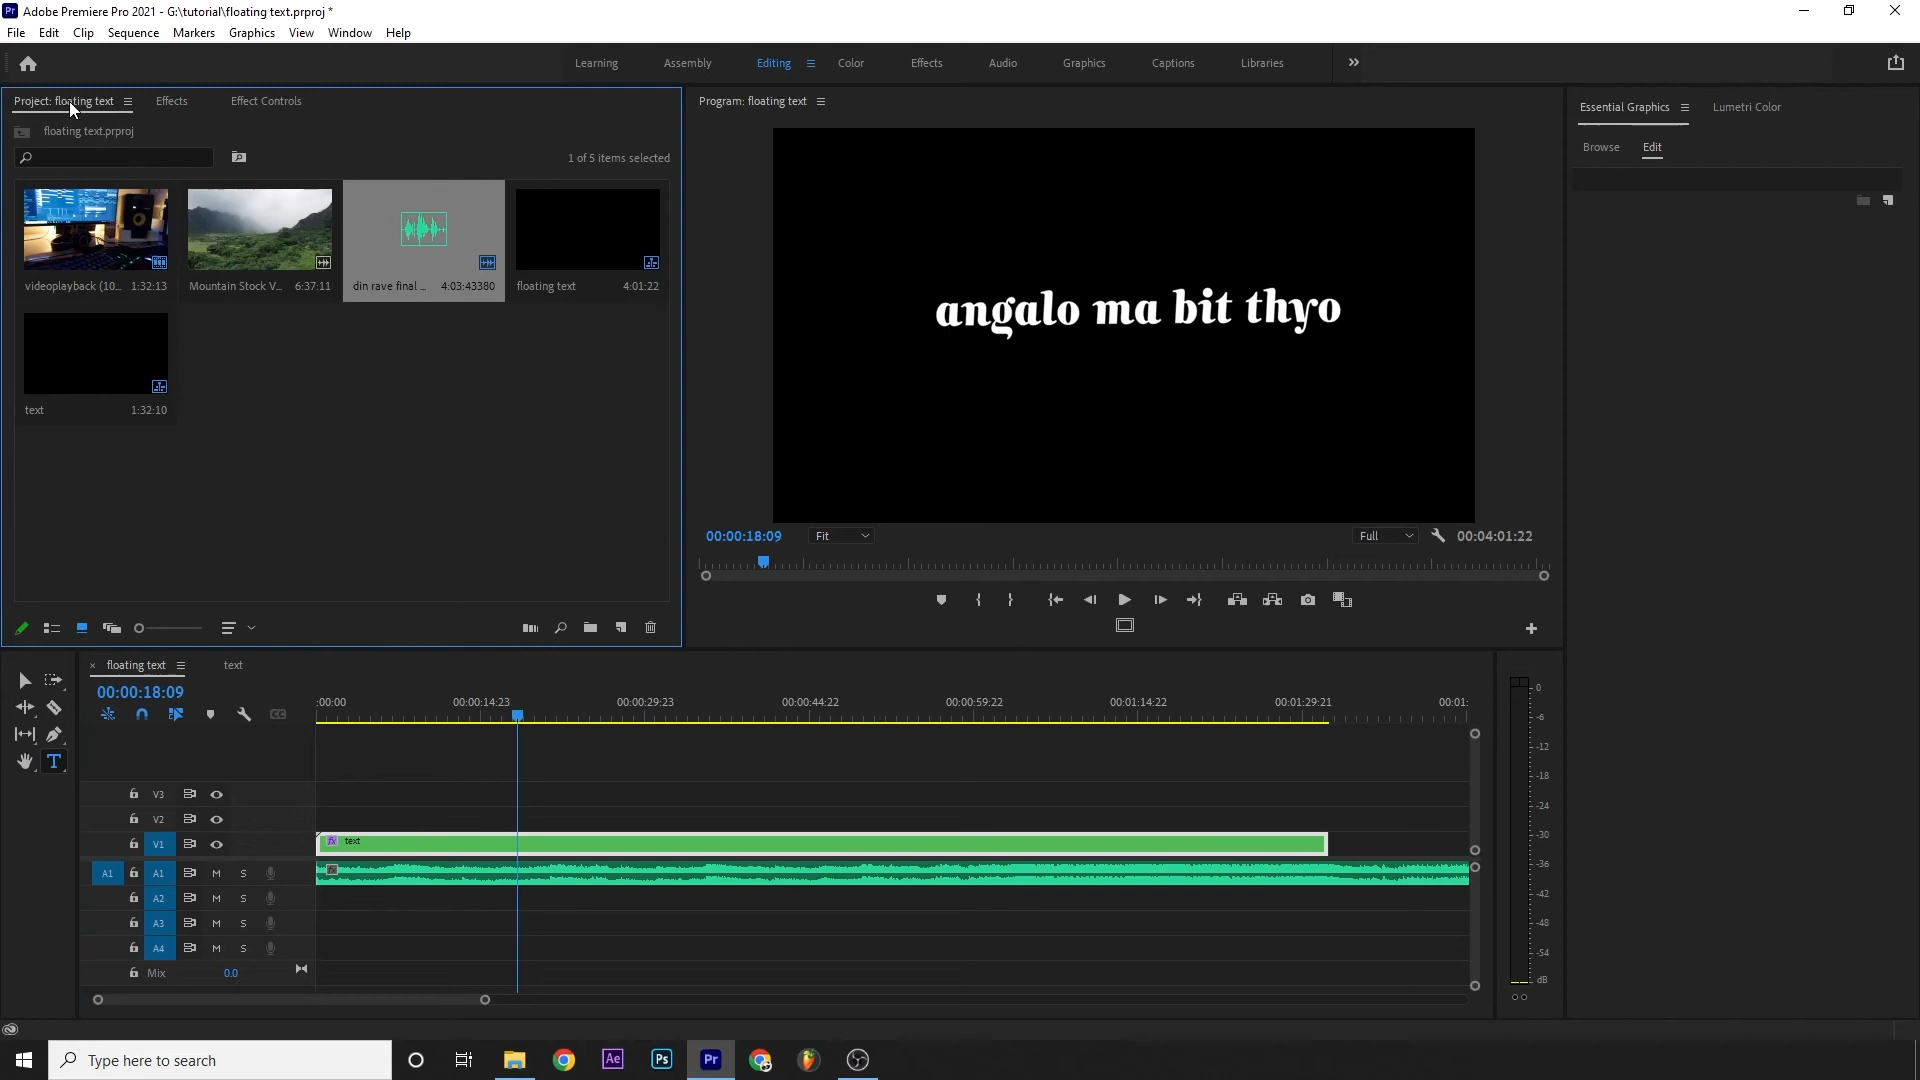 Adobe Premiere Pro 2021 - G:\tutorial\floating text.prproj *
File Edit Clip Sequence Markers Graphics View Window Help
Learning Assembly Editing Color Effects Audio Graphics Captions Libraries
Project: floating text Effects Effect Controls
floating text.prproj
1 of 5 items selected
videoplayback (10... 1:32:13
Mountain Stock V... 6:37:11
din rave final ... 4:03:43380
floating text 4:01:22
text 1:32:10
Program: floating text
angalo ma bit thyo
00:00:18:09 Fit Full 00:04:01:22
Essential Graphics Lumetri Color
Browse Edit
× floating text text
00:00:18:09
:00:00 00:00:14:23 00:00:29:23 00:00:44:22 00:00:59:22 00:01:14:22 00:01:29:21 00:01:
V3
V2
V1 fx text
A1 A1 M S
A2 M S
A3 M S
A4 M S
Mix 0.0
0
-6
-12
-18
-24
-30
-36
-42
-48
-54
dB
Type here to search
Ae Ps Pr